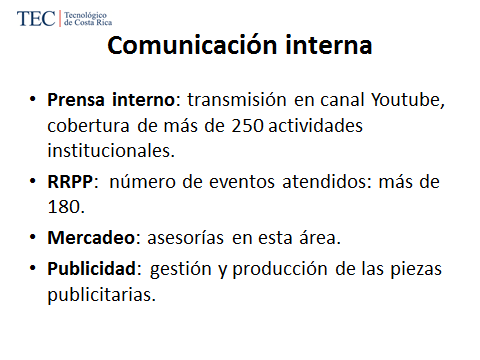 TEC | Tecnológico
de Costa Rica
Comunicación interna
• Prensa interno: transmisión en canal Youtube,
cobertura de más de 250 actividades
institucionales.
• RRPP: número de eventos atendidos: más de
180.
• Mercadeo: asesorías en esta área.
• Publicidad: gestión y producción de las piezas
publicitarias.